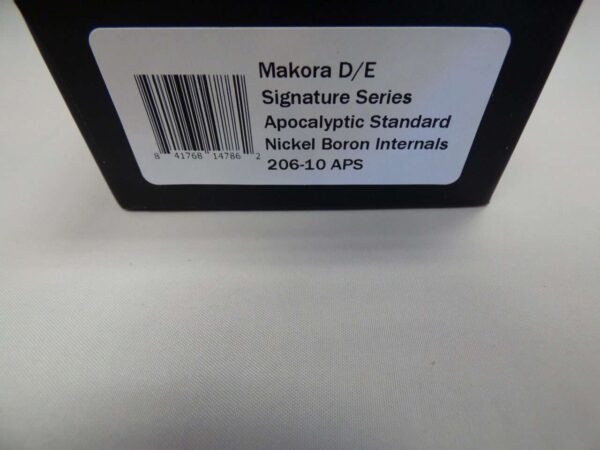 Makora D/E
Signature Series
Apocalyptic Standard
Nickel Boron Internals
206-10 APS
8 41768 14786 2